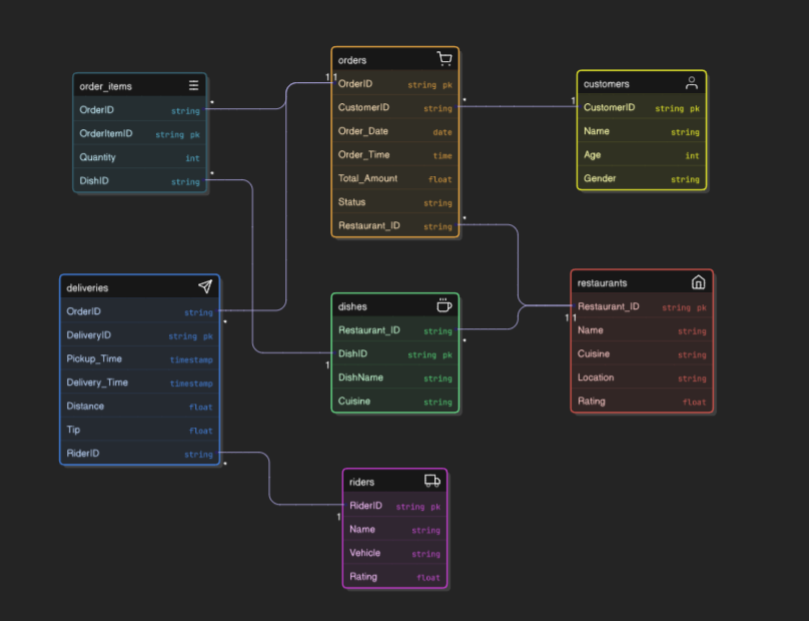 order_items
OrderID string
OrderItemID string pk
Quantity int
DishID string
orders
OrderID string pk
CustomerID string
Order_Date date
Order_Time time
Total_Amount float
Status string
Restaurant_ID string
customers
CustomerID string pk
Name string
Age int
Gender string
deliveries
OrderID string
DeliveryID string pk
Pickup_Time timestamp
Delivery_Time timestamp
Distance float
Tip float
RiderID string
dishes
Restaurant_ID string
DishID string pk
DishName string
Cuisine string
restaurants
Restaurant_ID string pk
Name string
Cuisine string
Location string
Rating float
riders
RiderID string pk
Name string
Vehicle string
Rating float
1 1
1
1
1 1
1